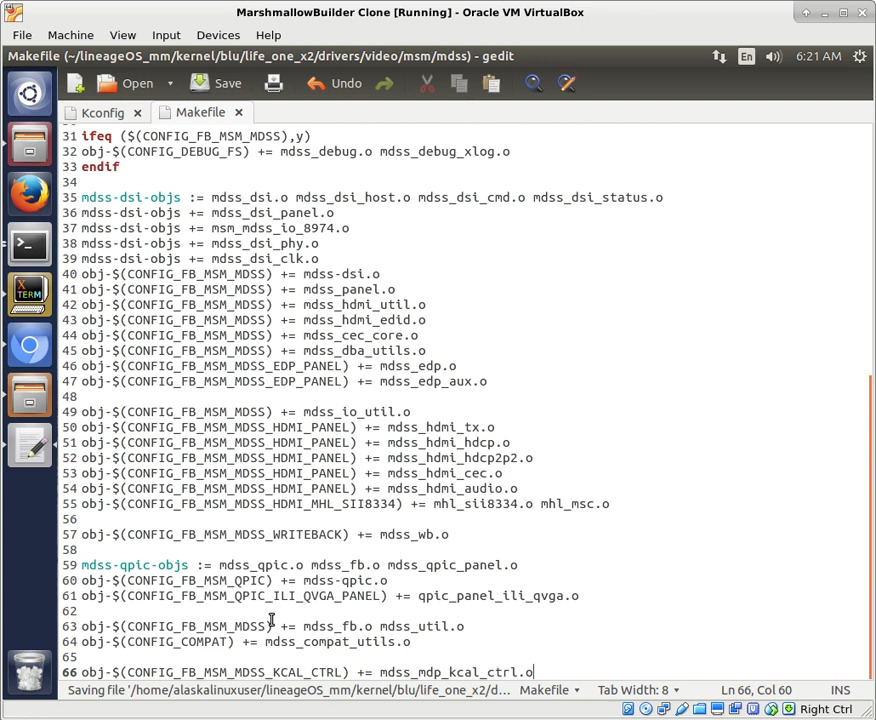 MarshmallowBuilder Clone [Running] - Oracle VM VirtualBox
File Machine View Input Devices Help
Makefile (~/lineageOS_mm/kernel/blu/life_one_x2/drivers/video/msm/mdss) - gedit
En 6:21 AM
Open Save Undo
Kconfig Makefile
31 ifeq ($(CONFIG_FB_MSM_MDSS),y)
32 obj-$(CONFIG_DEBUG_FS) += mdss_debug.o mdss_debug_xlog.o
33 endif
34
35 mdss-dsi-objs := mdss_dsi.o mdss_dsi_host.o mdss_dsi_cmd.o mdss_dsi_status.o
36 mdss-dsi-objs += mdss_dsi_panel.o
37 mdss-dsi-objs += msm_mdss_io_8974.o
38 mdss-dsi-objs += mdss_dsi_phy.o
39 mdss-dsi-objs += mdss_dsi_clk.o
40 obj-$(CONFIG_FB_MSM_MDSS) += mdss-dsi.o
41 obj-$(CONFIG_FB_MSM_MDSS) += mdss_panel.o
42 obj-$(CONFIG_FB_MSM_MDSS) += mdss_hdmi_util.o
43 obj-$(CONFIG_FB_MSM_MDSS) += mdss_hdmi_edid.o
44 obj-$(CONFIG_FB_MSM_MDSS) += mdss_cec_core.o
45 obj-$(CONFIG_FB_MSM_MDSS) += mdss_dba_utils.o
46 obj-$(CONFIG_FB_MSM_MDSS_EDP_PANEL) += mdss_edp.o
47 obj-$(CONFIG_FB_MSM_MDSS_EDP_PANEL) += mdss_edp_aux.o
48
49 obj-$(CONFIG_FB_MSM_MDSS) += mdss_io_util.o
50 obj-$(CONFIG_FB_MSM_MDSS_HDMI_PANEL) += mdss_hdmi_tx.o
51 obj-$(CONFIG_FB_MSM_MDSS_HDMI_PANEL) += mdss_hdmi_hdcp.o
52 obj-$(CONFIG_FB_MSM_MDSS_HDMI_PANEL) += mdss_hdmi_hdcp2p2.o
53 obj-$(CONFIG_FB_MSM_MDSS_HDMI_PANEL) += mdss_hdmi_cec.o
54 obj-$(CONFIG_FB_MSM_MDSS_HDMI_PANEL) += mdss_hdmi_audio.o
55 obj-$(CONFIG_FB_MSM_MDSS_HDMI_MHL_SII8334) += mhl_sii8334.o mhl_msc.o
56
57 obj-$(CONFIG_FB_MSM_MDSS_WRITEBACK) += mdss_wb.o
58
59 mdss-qpic-objs := mdss_qpic.o mdss_fb.o mdss_qpic_panel.o
60 obj-$(CONFIG_FB_MSM_QPIC) += mdss-qpic.o
61 obj-$(CONFIG_FB_MSM_QPIC_ILI_QVGA_PANEL) += qpic_panel_ili_qvga.o
62
63 obj-$(CONFIG_FB_MSM_MDSS) += mdss_fb.o mdss_util.o
64 obj-$(CONFIG_COMPAT) += mdss_compat_utils.o
65
66 obj-$(CONFIG_FB_MSM_MDSS_KCAL_CTRL) += mdss_mdp_kcal_ctrl.o
Saving file '/home/alaskalinuxuser/lineageOS_mm/kernel/blu/life_one_x2/d... Makefile Tab Width: 8 Ln 66, Col 60 INS
Right Ctrl
X
TERM